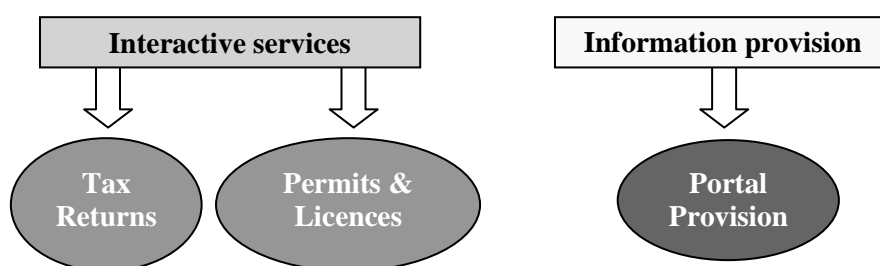 Interactive services
Information provision
Tax
Returns
Permits &
Licences
Portal
Provision